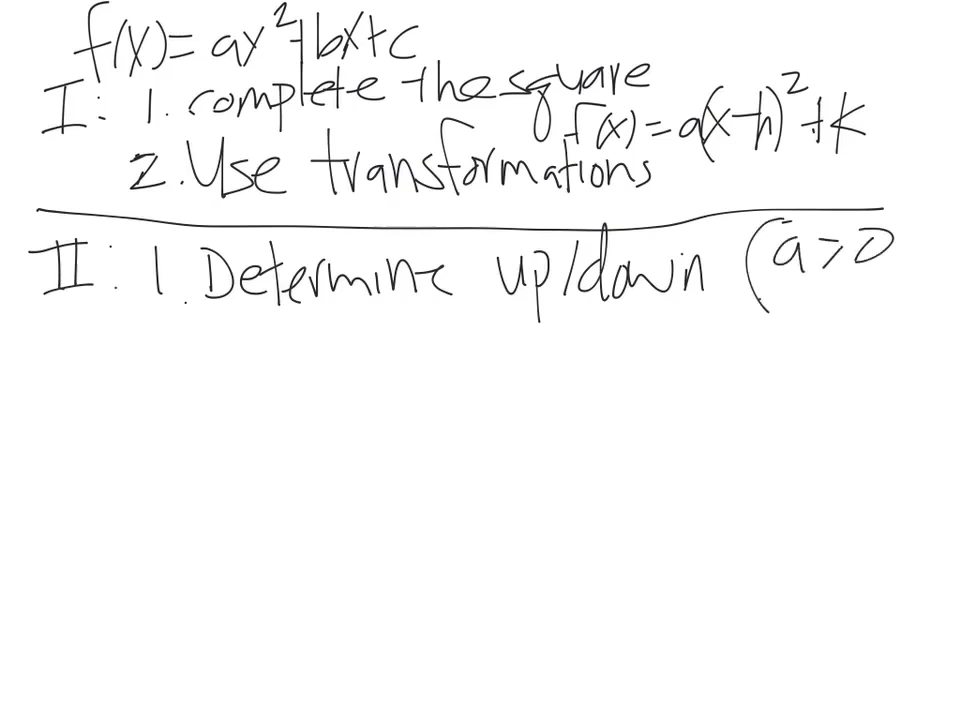 f(x) = ax² + bx + c
I: 1. complete the square
f(x) = a(x-h)² + k
2. Use transformations
II: 1. Determine up/down (a > 0